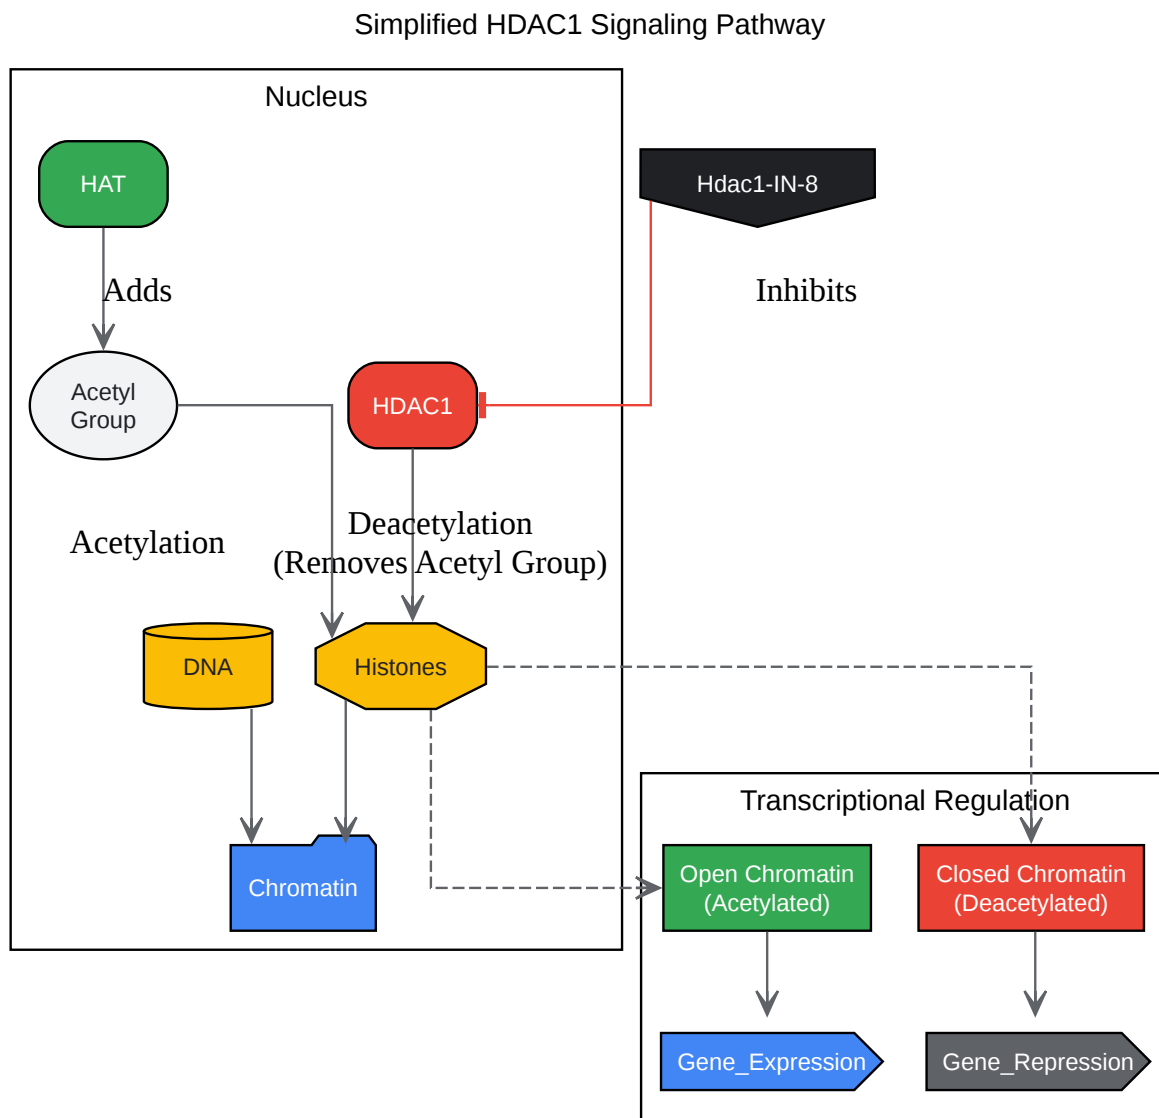 Simplified HDAC1 Signaling Pathway
Nucleus
HAT
Hdac1-IN-8
Adds
Inhibits
Acetyl
Group
HDAC1
Acetylation
Deacetylation
(Removes Acetyl Group)
DNA
Histones
Transcriptional Regulation
Chromatin
Open Chromatin
(Acetylated)
Closed Chromatin
(Deacetylated)
Gene_Expression
Gene_Repression